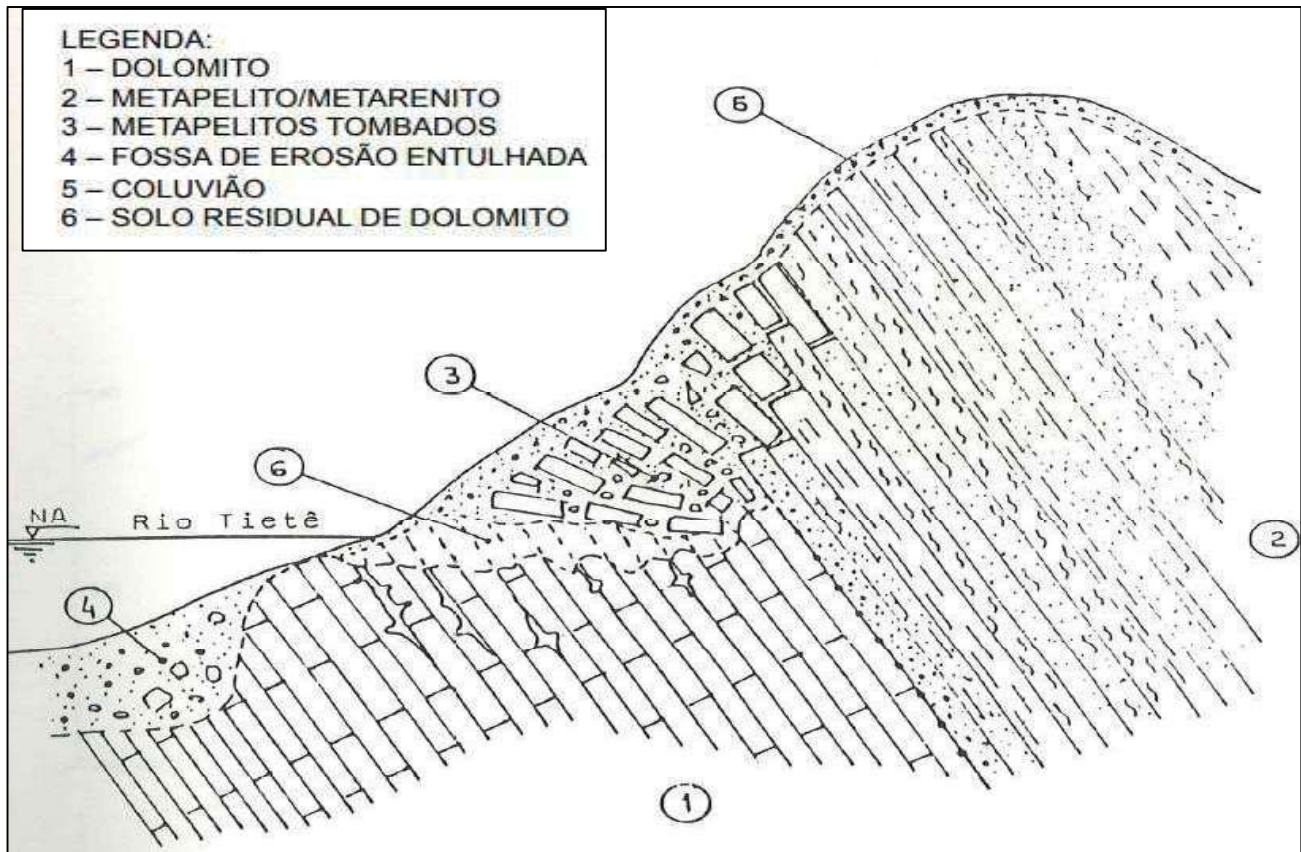 LEGENDA:
1 – DOLOMITO
2 – METAPELITO/METARENITO
3 – METAPELITOS TOMBADOS
4 – FOSSA DE EROSÃO ENTULHADA
5 – COLUVIÃO
6 – SOLO RESIDUAL DE DOLOMITO
6
3
6
NA
Rio Tietê
2
4
1